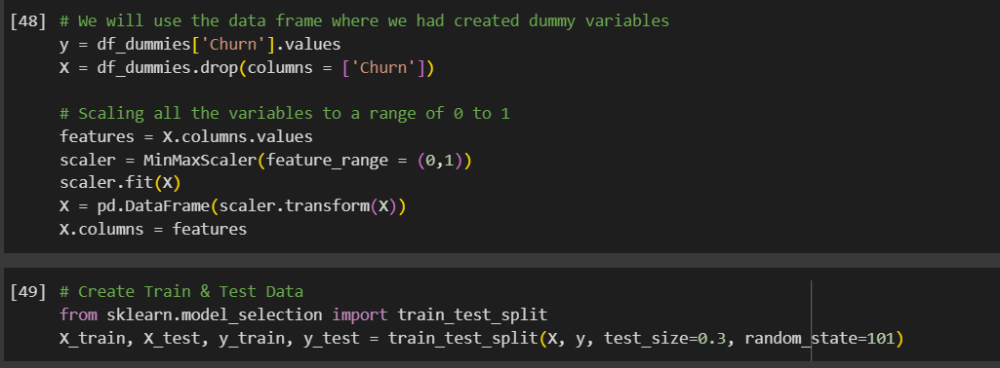 [48] # We will use the data frame where we had created dummy variables
y = df_dummies['Churn'].values
X = df_dummies.drop(columns = ['Churn'])
# Scaling all the variables to a range of 0 to 1
features = X.columns.values
scaler = MinMaxScaler(feature_range = (0,1))
scaler.fit(X)
X = pd.DataFrame(scaler.transform(X))
X.columns = features
[49] # Create Train & Test Data
from sklearn.model_selection import train_test_split
X_train, X_test, y_train, y_test = train_test_split(X, y, test_size=0.3, random_state=101)